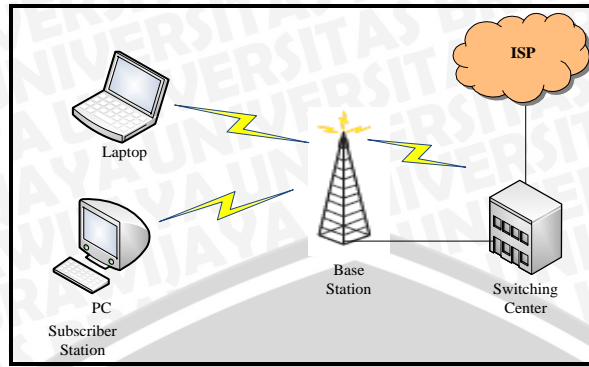 ISP
Laptop
Base
Station
Switching
Center
PC
Subscriber
Station